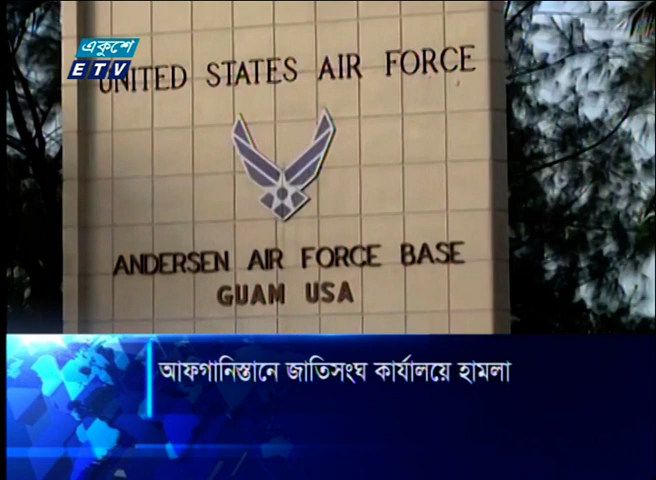 একুশে
ETV
UNITED STATES AIR FORCE
ANDERSEN AIR FORCE BASE
GUAM USA
আফগানিস্তানে জাতিসংঘ কার্যালয়ে হামলা